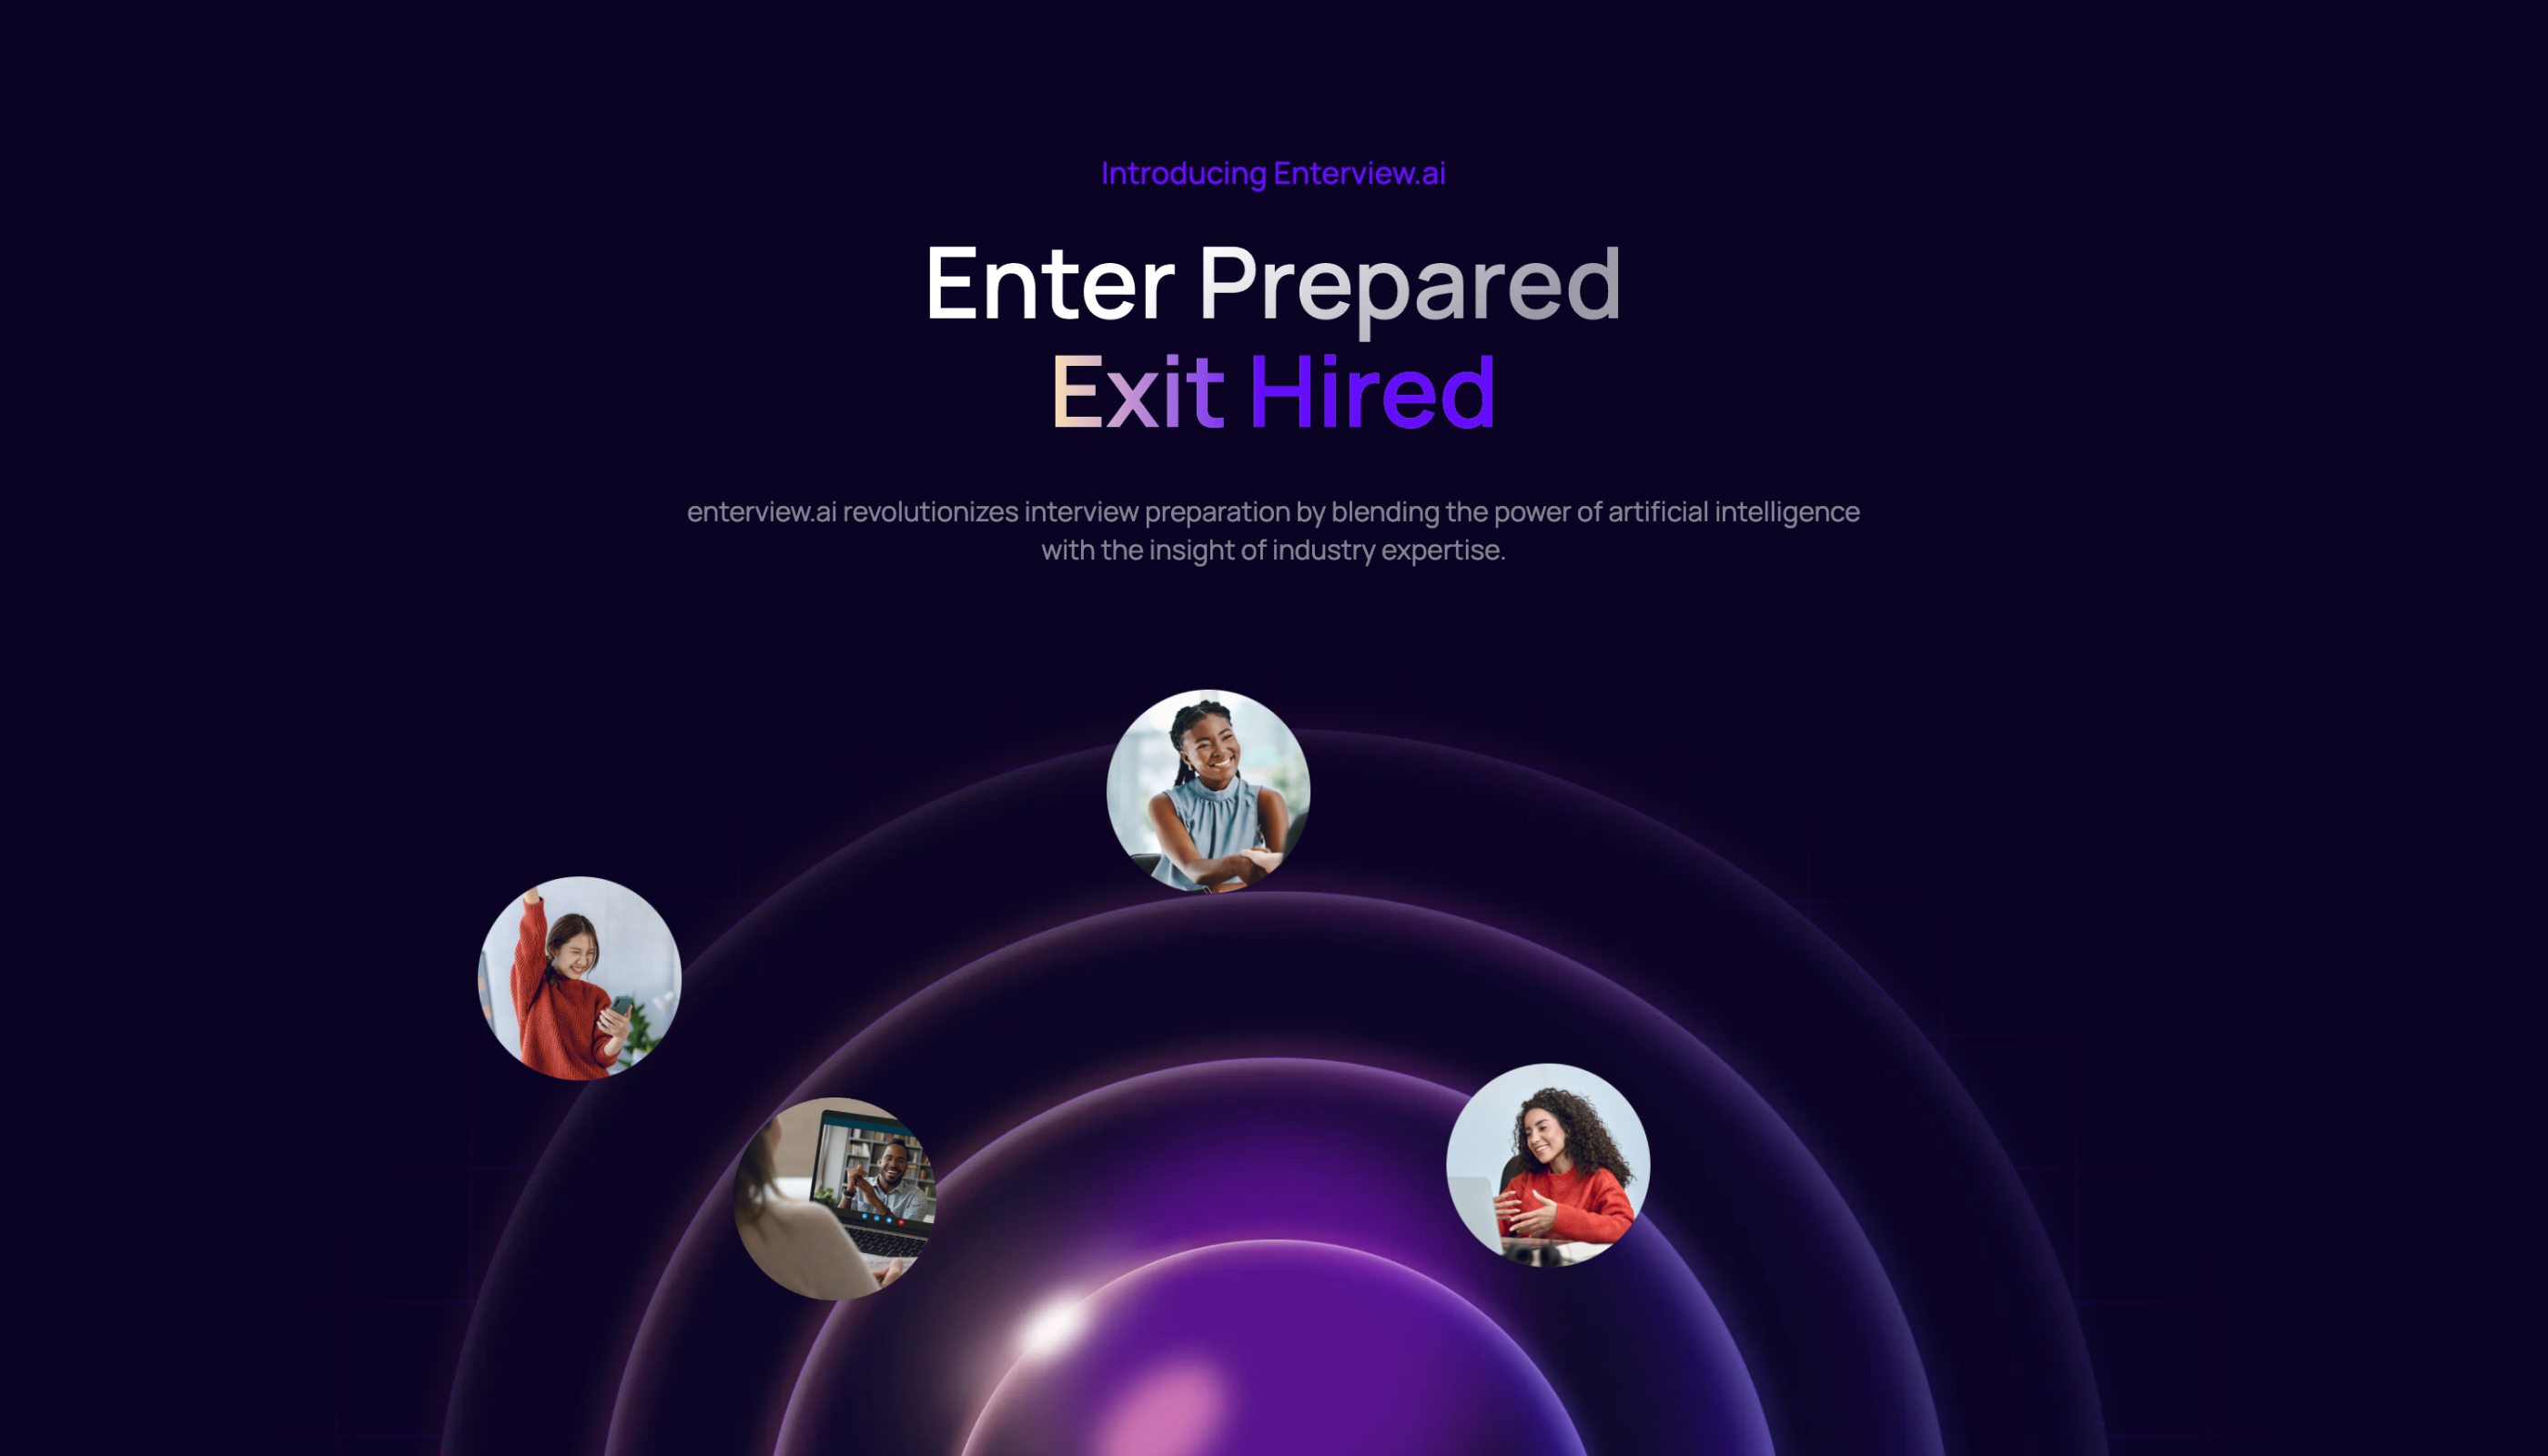 Introducing Enterview.ai
Enter Prepared
Exit Hired
enterview.ai revolutionizes interview preparation by blending the power of artificial intelligence
with the insight of industry expertise.